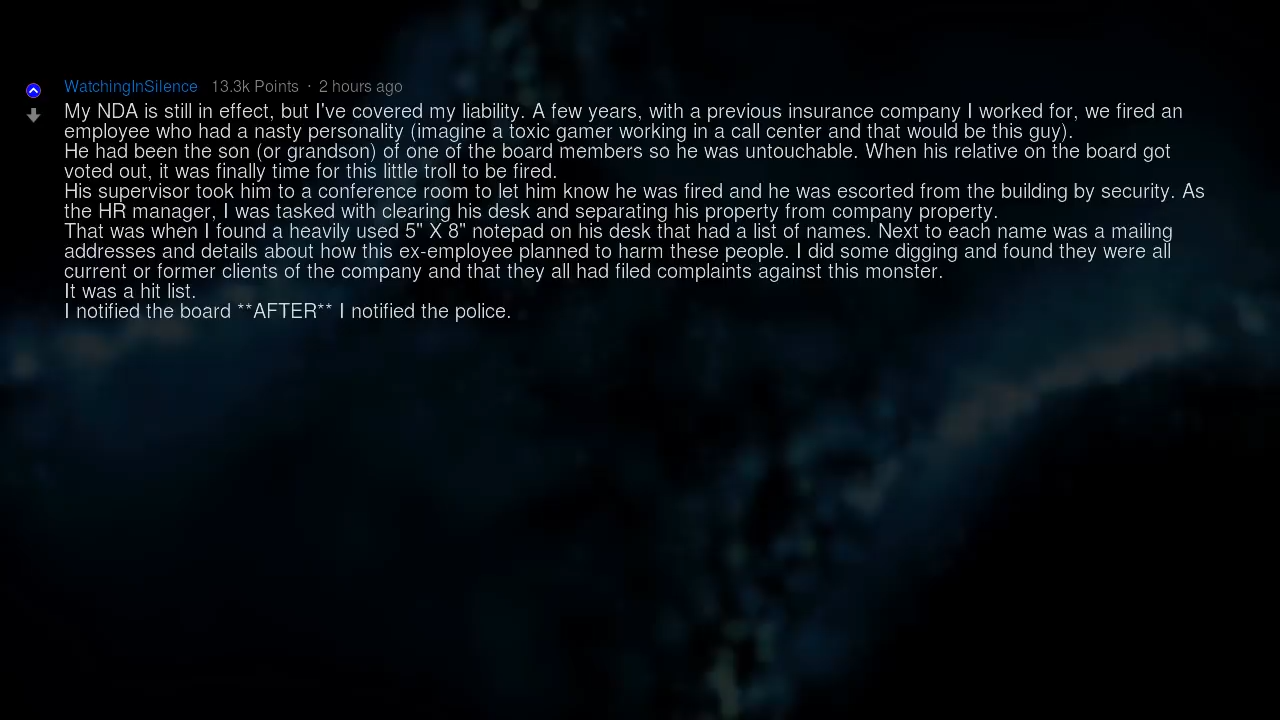 WatchingInSilence 13.3k Points · 2 hours ago
My NDA is still in effect, but I've covered my liability. A few years, with a previous insurance company I worked for, we fired an
employee who had a nasty personality (imagine a toxic gamer working in a call center and that would be this guy).
He had been the son (or grandson) of one of the board members so he was untouchable. When his relative on the board got
voted out, it was finally time for this little troll to be fired.
His supervisor took him to a conference room to let him know he was fired and he was escorted from the building by security. As
the HR manager, I was tasked with clearing his desk and separating his property from company property.
That was when I found a heavily used 5" X 8" notepad on his desk that had a list of names. Next to each name was a mailing
addresses and details about how this ex-employee planned to harm these people. I did some digging and found they were all
current or former clients of the company and that they all had filed complaints against this monster.
It was a hit list.
I notified the board **AFTER** I notified the police.